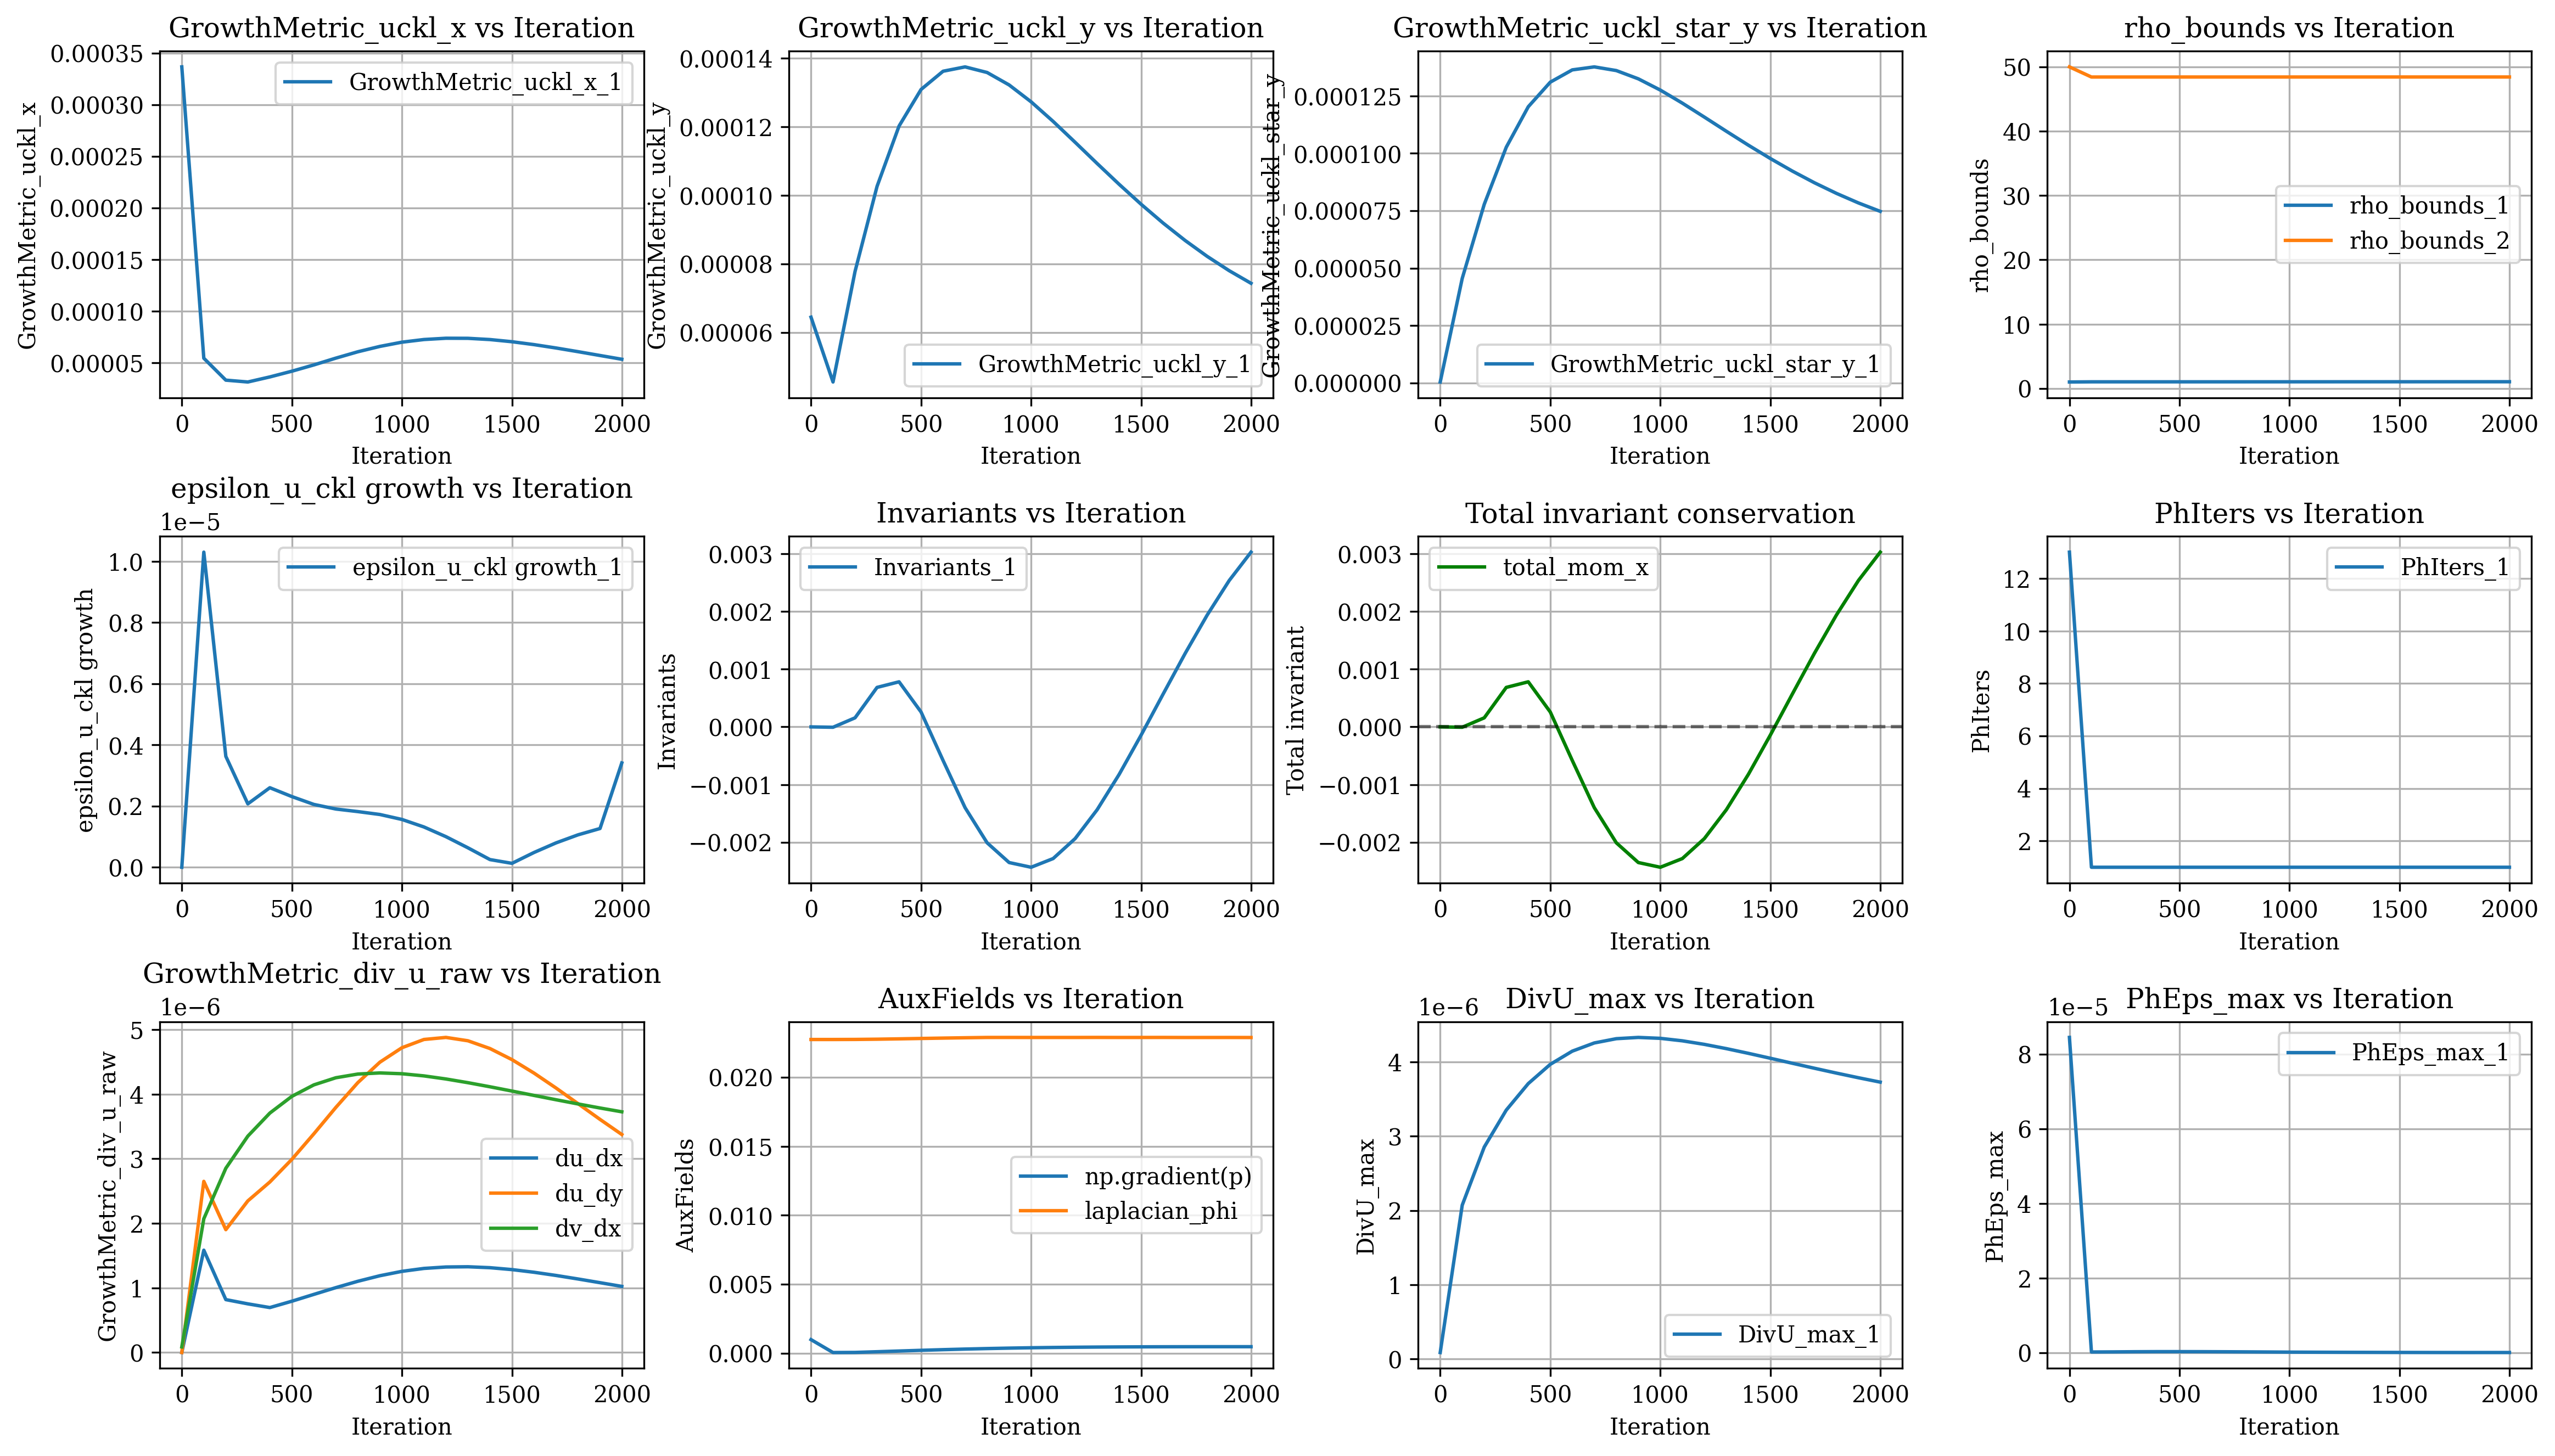 GrowthMetric_uckl_x vs Iteration
GrowthMetric_uckl_x
0.00035
0.00030
0.00025
0.00020
0.00015
0.00010
0.00005
GrowthMetric_uckl_x_1
0 500 1000 1500 2000
Iteration
GrowthMetric_uckl_y vs Iteration
GrowthMetric_uckl_y
0.00014
0.00012
0.00010
0.00008
0.00006
GrowthMetric_uckl_y_1
0 500 1000 1500 2000
Iteration
GrowthMetric_uckl_star_y vs Iteration
GrowthMetric_uckl_star_y
0.000125
0.000100
0.000075
0.000050
0.000025
0.000000
GrowthMetric_uckl_star_y_1
0 500 1000 1500 2000
Iteration
rho_bounds vs Iteration
rho_bounds
50
40
30
20
10
0
rho_bounds_1
rho_bounds_2
0 500 1000 1500 2000
Iteration
epsilon_u_ckl growth vs Iteration
1e−5
epsilon_u_ckl growth
1.0
0.8
0.6
0.4
0.2
0.0
epsilon_u_ckl growth_1
0 500 1000 1500 2000
Iteration
Invariants vs Iteration
Invariants
0.003
0.002
0.001
0.000
−0.001
−0.002
Invariants_1
0 500 1000 1500 2000
Iteration
Total invariant conservation
Total invariant
0.003
0.002
0.001
0.000
−0.001
−0.002
total_mom_x
0 500 1000 1500 2000
Iteration
PhIters vs Iteration
PhIters
12
10
8
6
4
2
PhIters_1
0 500 1000 1500 2000
Iteration
GrowthMetric_div_u_raw vs Iteration
1e−6
GrowthMetric_div_u_raw
5
4
3
2
1
0
du_dx
du_dy
dv_dx
0 500 1000 1500 2000
Iteration
AuxFields vs Iteration
AuxFields
0.020
0.015
0.010
0.005
0.000
np.gradient(p)
laplacian_phi
0 500 1000 1500 2000
Iteration
DivU_max vs Iteration
1e−6
DivU_max
4
3
2
1
0
DivU_max_1
0 500 1000 1500 2000
Iteration
PhEps_max vs Iteration
1e−5
PhEps_max
8
6
4
2
0
PhEps_max_1
0 500 1000 1500 2000
Iteration